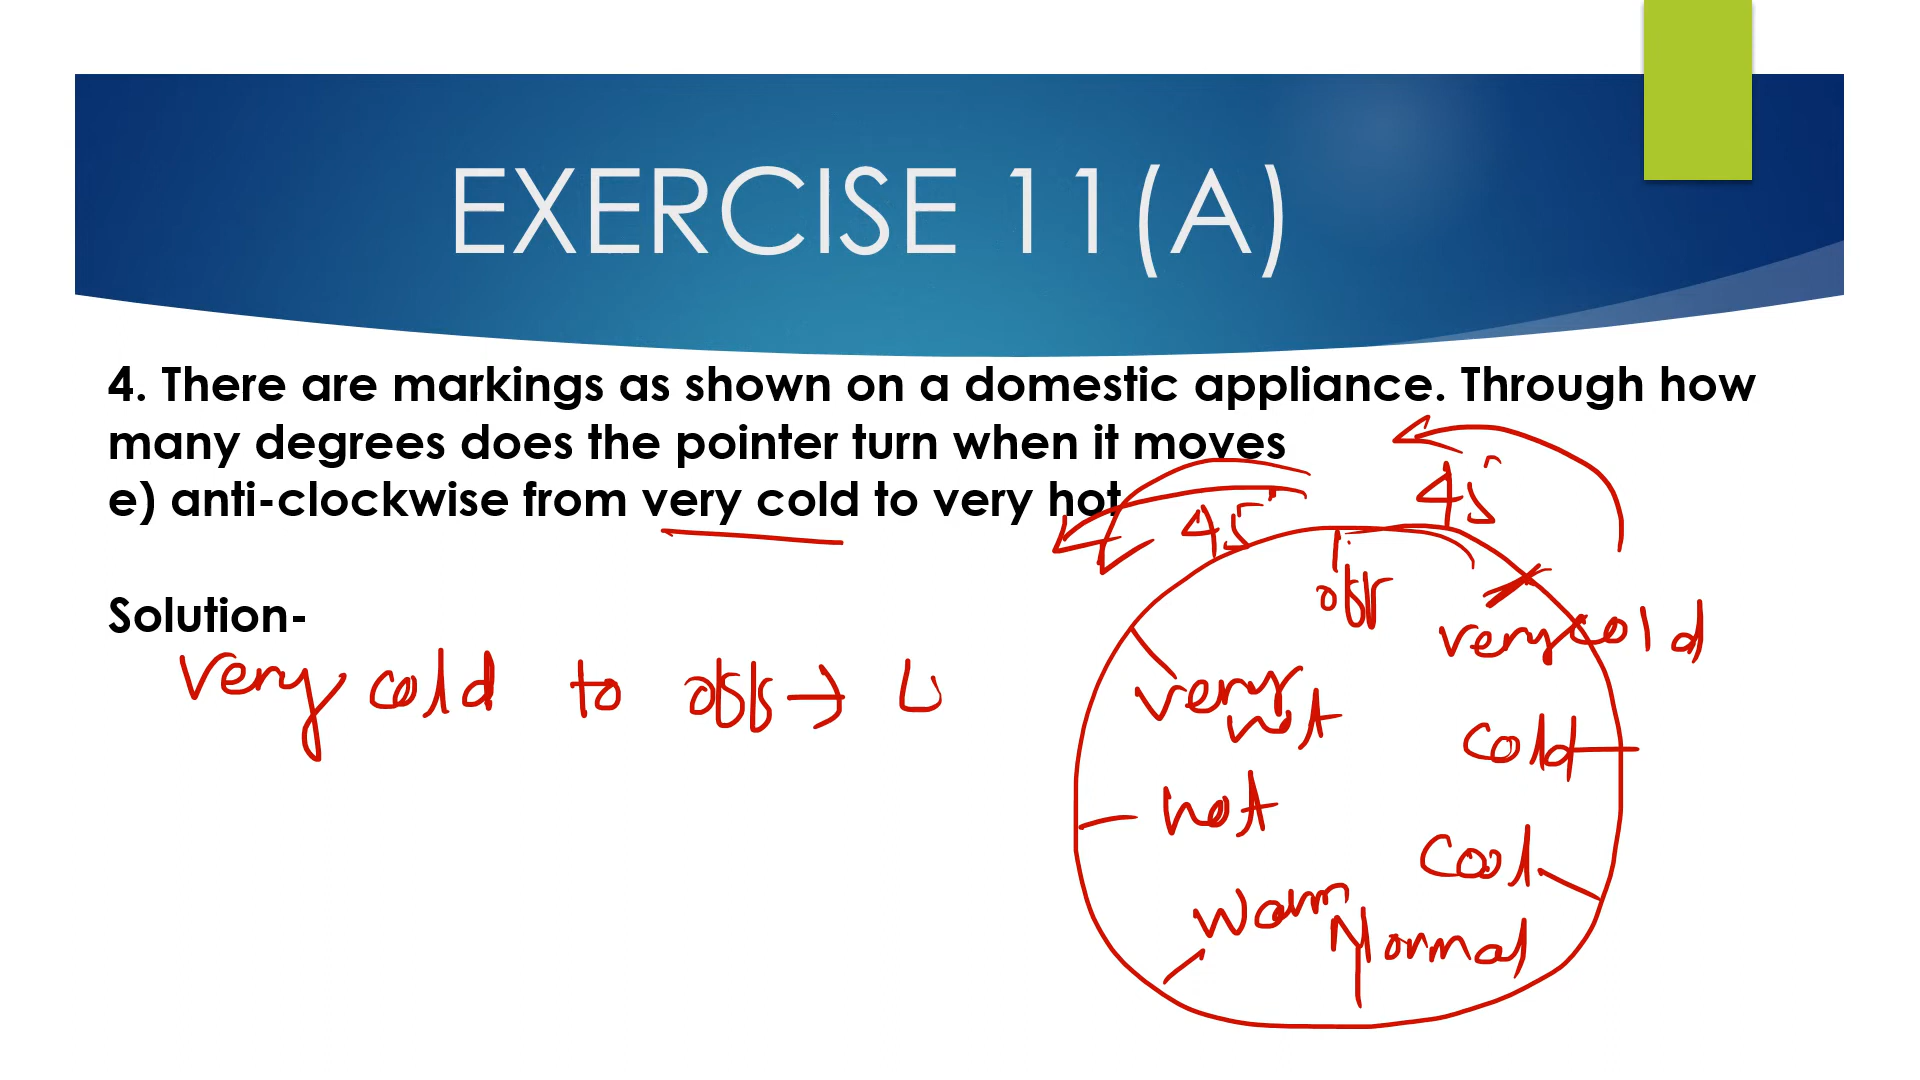 EXERCISE 11(A)
4. There are markings as shown on a domestic appliance. Through how
many degrees does the pointer turn when it moves
e) anti-clockwise from very cold to very hot
45°
45°
Solution-
off
very cold
very cold to off →
very
hot
cold
hot
cool
warm
Normal